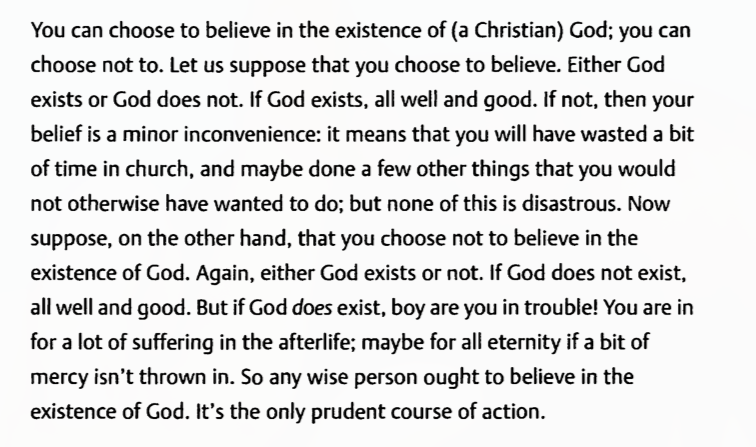 You can choose to believe in the existence of (a Christian) God; you can
choose not to. Let us suppose that you choose to believe. Either God
exists or God does not. If God exists, all well and good. If not, then your
belief is a minor inconvenience: it means that you will have wasted a bit
of time in church, and maybe done a few other things that you would
not otherwise have wanted to do; but none of this is disastrous. Now
suppose, on the other hand, that you choose not to believe in the
existence of God. Again, either God exists or not. If God does not exist,
all well and good. But if God does exist, boy are you in trouble! You are in
for a lot of suffering in the afterlife; maybe for all eternity if a bit of
mercy isn't thrown in. So any wise person ought to believe in the
existence of God. It's the only prudent course of action.